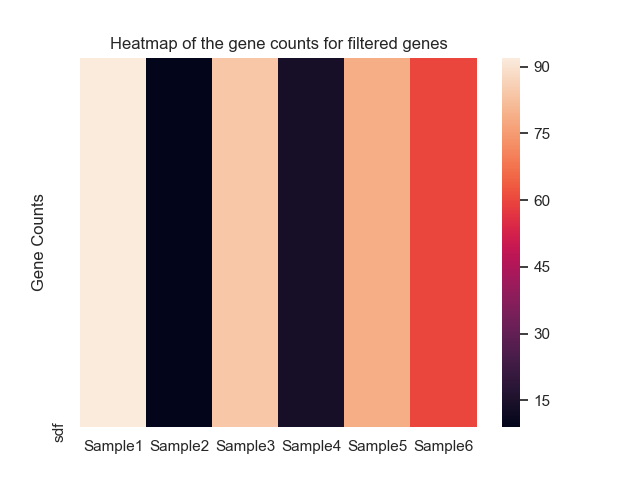 Heatmap of the gene counts for filtered genes
Gene Counts
sdf
Sample1 Sample2 Sample3 Sample4 Sample5 Sample6
90
75
60
45
30
15